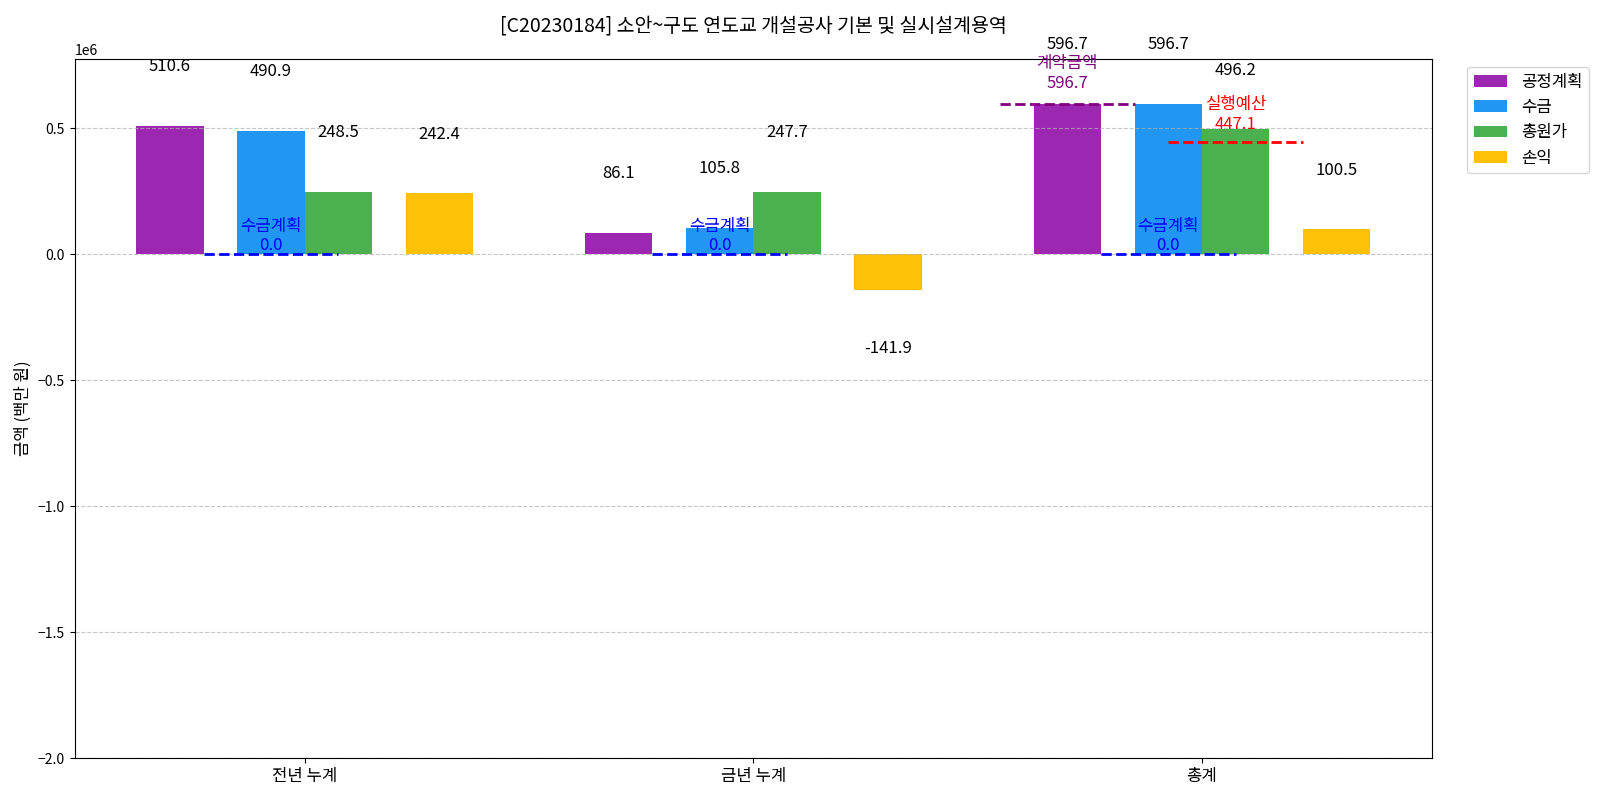 [C20230184] 소안~구도 연도교 개설공사 기본 및 실시설계용역
1e6
510.6
490.9
248.5
242.4
수금계획
0.0
86.1
105.8
247.7
수금계획
0.0
-141.9
596.7
596.7
계약금액
596.7
496.2
실행예산
447.1
100.5
수금계획
0.0
공정계획
수금
총원가
손익
금액 (백만 원)
0.5
0.0
−0.5
−1.0
−1.5
−2.0
전년 누계
금년 누계
총계